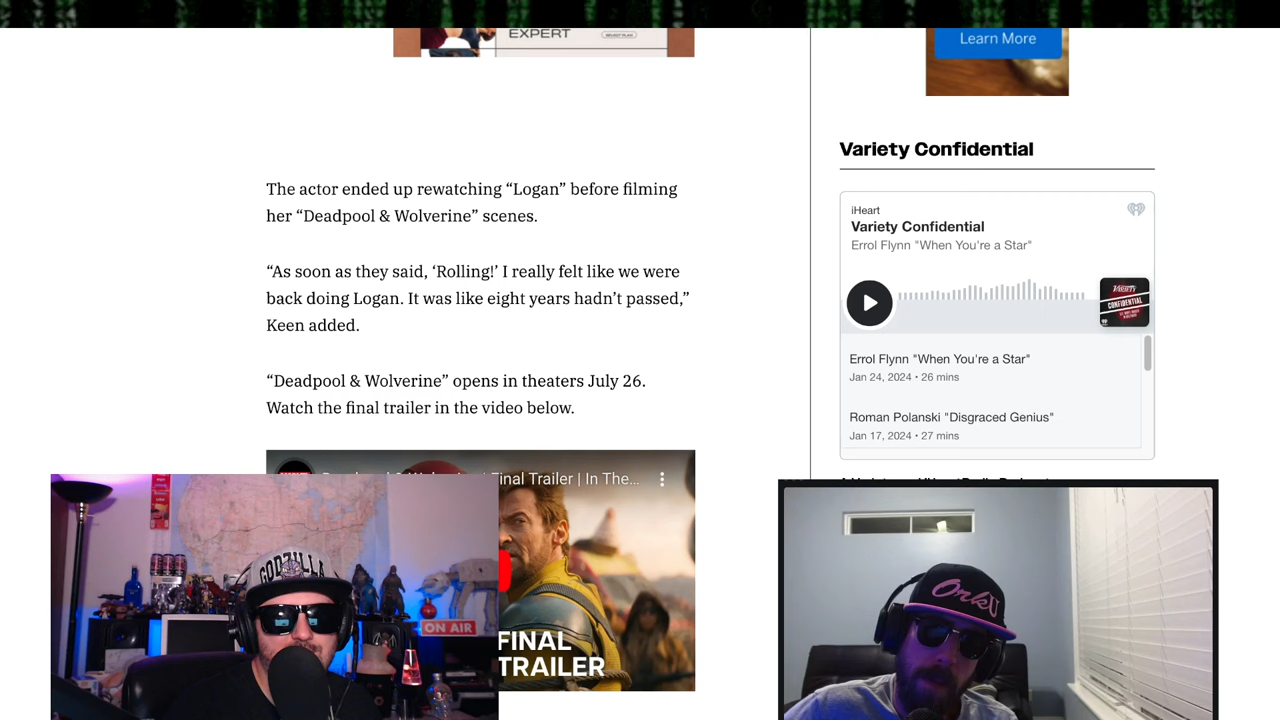 EXPERT
Learn More
The actor ended up rewatching “Logan” before filming
her “Deadpool & Wolverine” scenes.
“As soon as they said, ‘Rolling!’ I really felt like we were
back doing Logan. It was like eight years hadn’t passed,”
Keen added.
“Deadpool & Wolverine” opens in theaters July 26.
Watch the final trailer in the video below.
Final Trailer | In The...
FINAL
TRAILER
Variety Confidential
iHeart
Variety Confidential
Errol Flynn "When You're a Star"
VARIETY
CONFIDENTIAL
Errol Flynn "When You're a Star"
Jan 24, 2024 • 26 mins
Roman Polanski "Disgraced Genius"
Jan 17, 2024 • 27 mins
GODZILLA
ON AIR